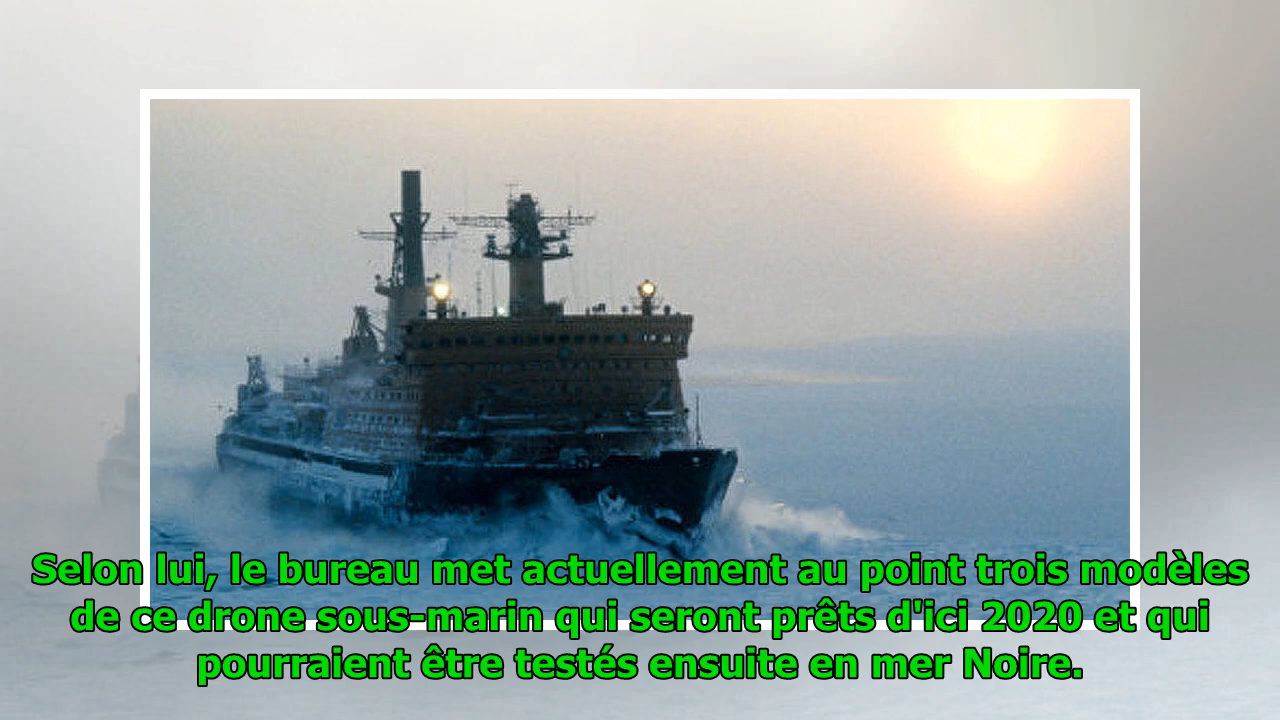 Selon lui, le bureau met actuellement au point trois modèles
de ce drone sous-marin qui seront prêts d'ici 2020 et qui
pourraient être testés ensuite en mer Noire.